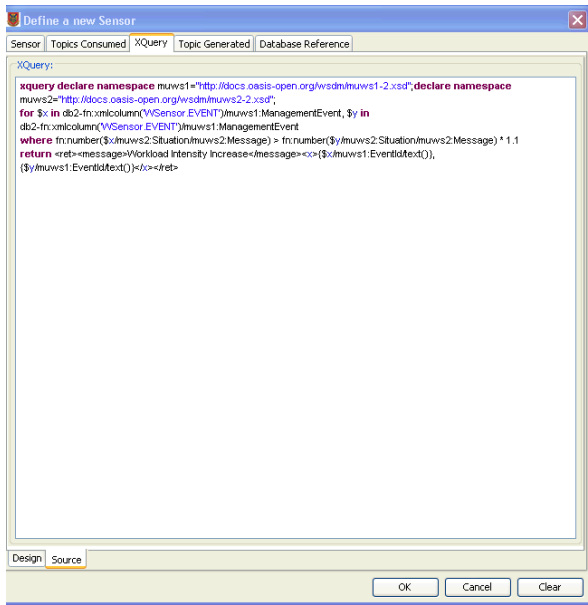 Define a new Sensor
Sensor Topics Consumed XQuery Topic Generated Database Reference
XQuery:
xquery declare namespace muws1="http://docs.oasis-open.org/wsdm/muws1-2.xsd";declare namespace
muws2="http://docs.oasis-open.org/wsdm/muws2-2.xsd";
for $x in db2-fn:xmlcolumn('WSensor.EVENT')/muws1:ManagementEvent, $y in
db2-fn:xmlcolumn('WSensor.EVENT')/muws1:ManagementEvent
where fn:number($x/muws2:Situation/muws2:Message) > fn:number($y/muws2:Situation/muws2:Message) * 1.1
return <ret><message>Workload Intensity Increase</message><x>{$x/muws1:EventId/text()},
{$y/muws1:EventId/text()}</x></ret>
Design Source
OK Cancel Clear